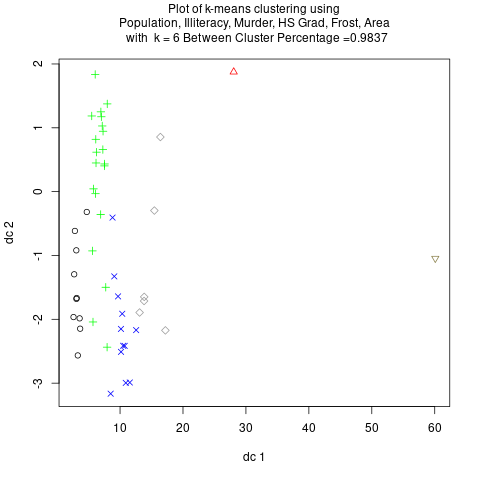 Plot of k-means clustering using
Population, Illiteracy, Murder, HS Grad, Frost, Area
with k = 6 Between Cluster Percentage =0.9837
2
1
0
-1
-2
-3
dc 2
10 20 30 40 50 60
dc 1